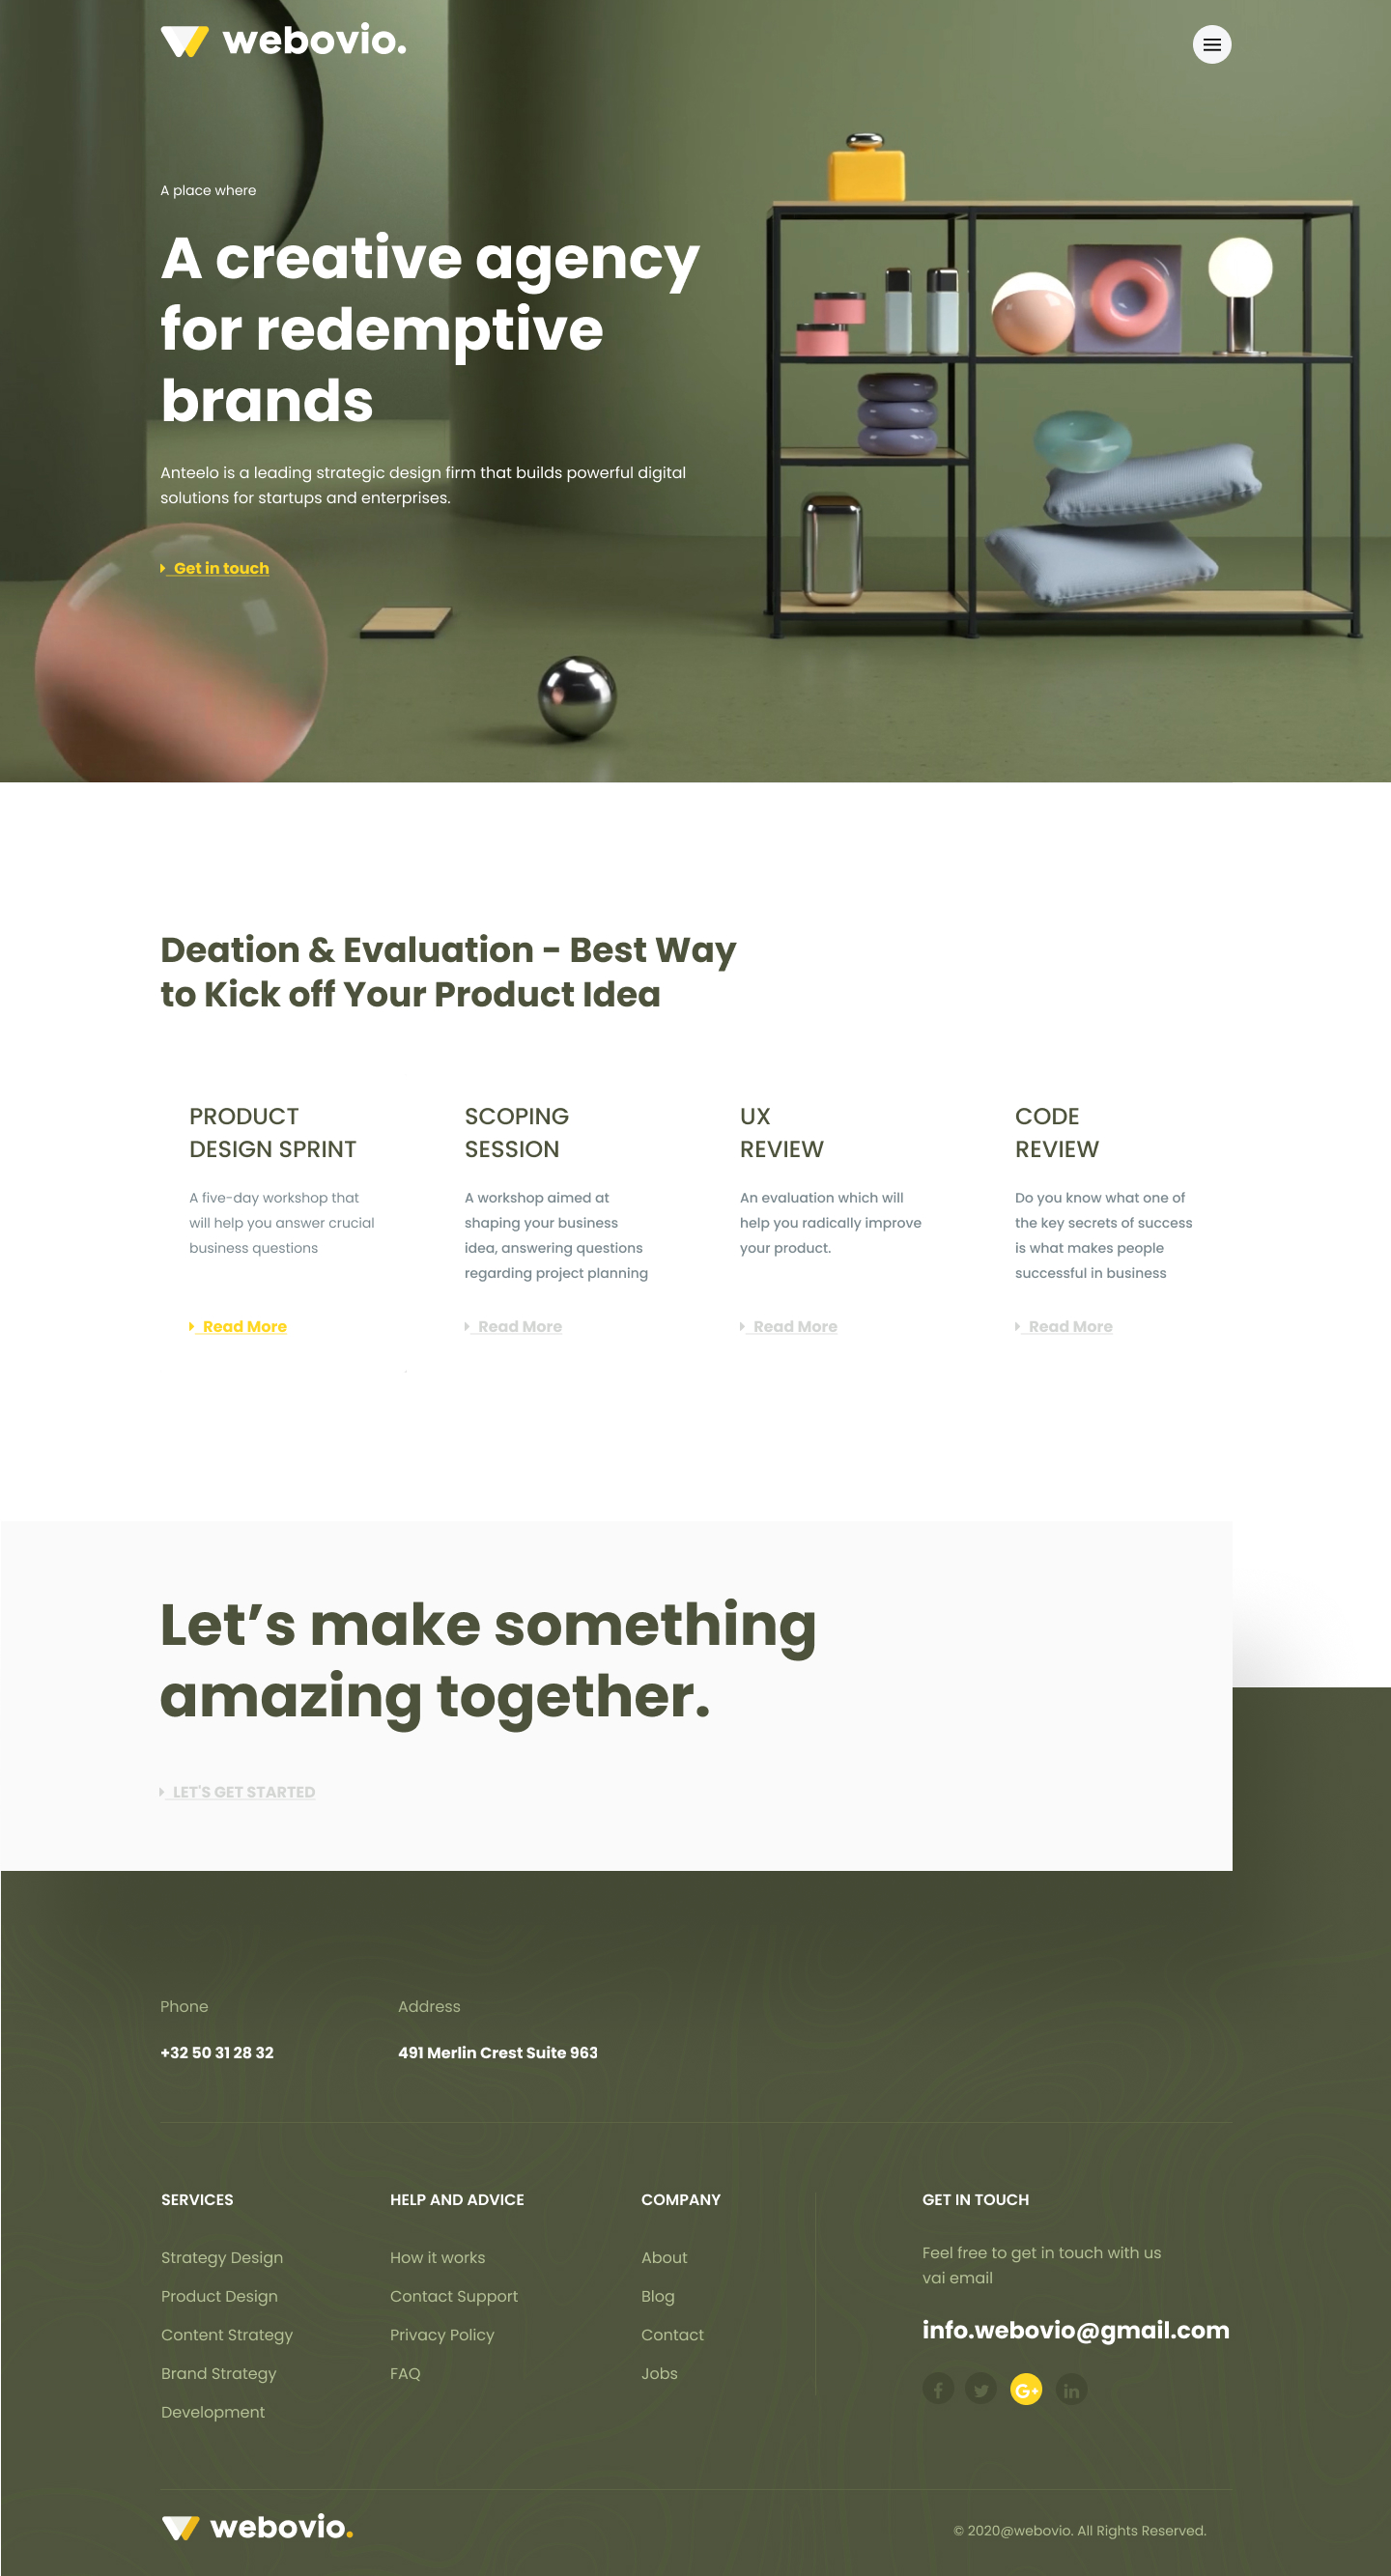 webovio.
A place where
A creative agency
for redemptive
brands
Anteelo is a leading strategic design firm that builds powerful digital
solutions for startups and enterprises.
Get in touch
Deation & Evaluation - Best Way
to Kick off Your Product Idea
PRODUCT
DESIGN SPRINT
A five-day workshop that
will help you answer crucial
business questions
Read More
SCOPING
SESSION
A workshop aimed at
shaping your business
idea, answering questions
regarding project planning
Read More
UX
REVIEW
An evaluation which will
help you radically improve
your product.
Read More
CODE
REVIEW
Do you know what one of
the key secrets of success
is what makes people
successful in business
Read More
Let’s make something
amazing together.
LET'S GET STARTED
Phone
+32 50 31 28 32
Address
491 Merlin Crest Suite 963
SERVICES
Strategy Design
Product Design
Content Strategy
Brand Strategy
Development
HELP AND ADVICE
How it works
Contact Support
Privacy Policy
FAQ
COMPANY
About
Blog
Contact
Jobs
GET IN TOUCH
Feel free to get in touch with us
vai email
info.webovio@gmail.com
webovio.
© 2020@webovio. All Rights Reserved.